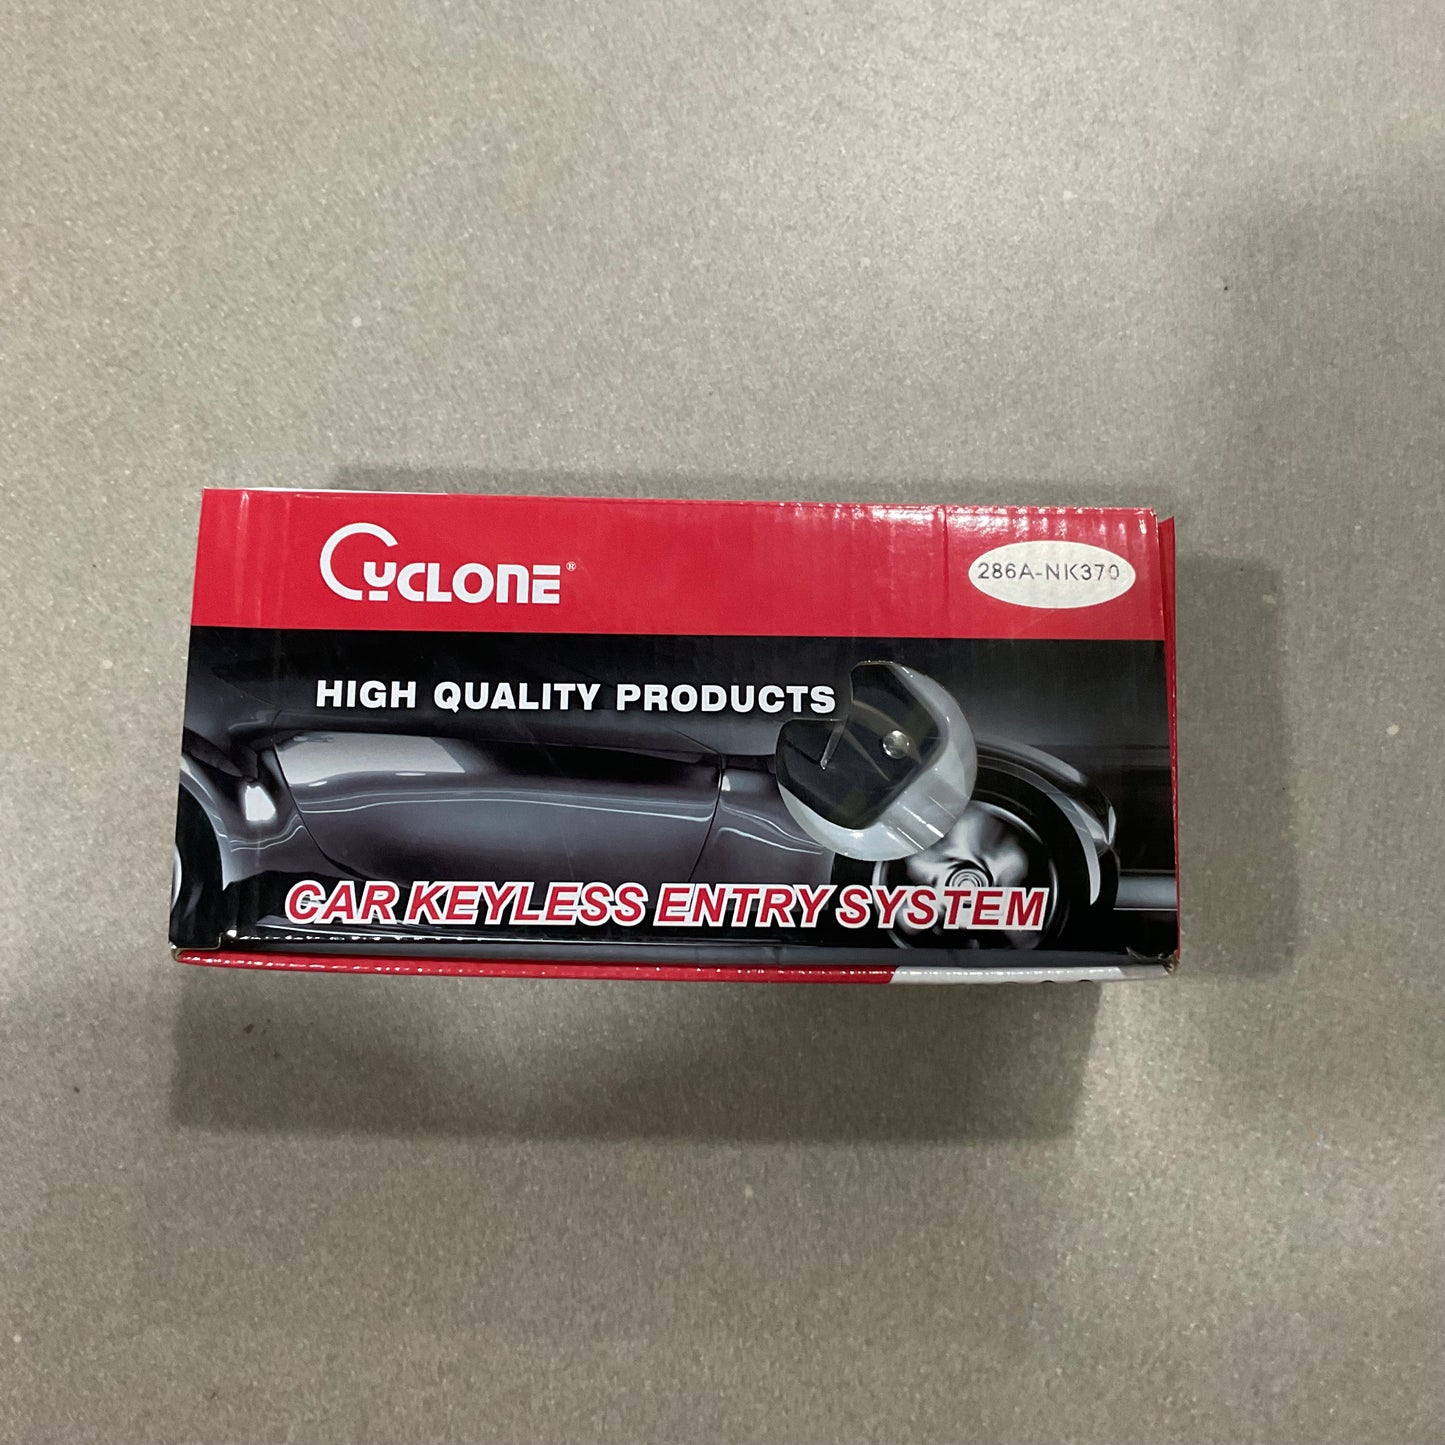 CYCLONE®
286A-NK370
HIGH QUALITY PRODUCTS
CAR KEYLESS ENTRY SYSTEM